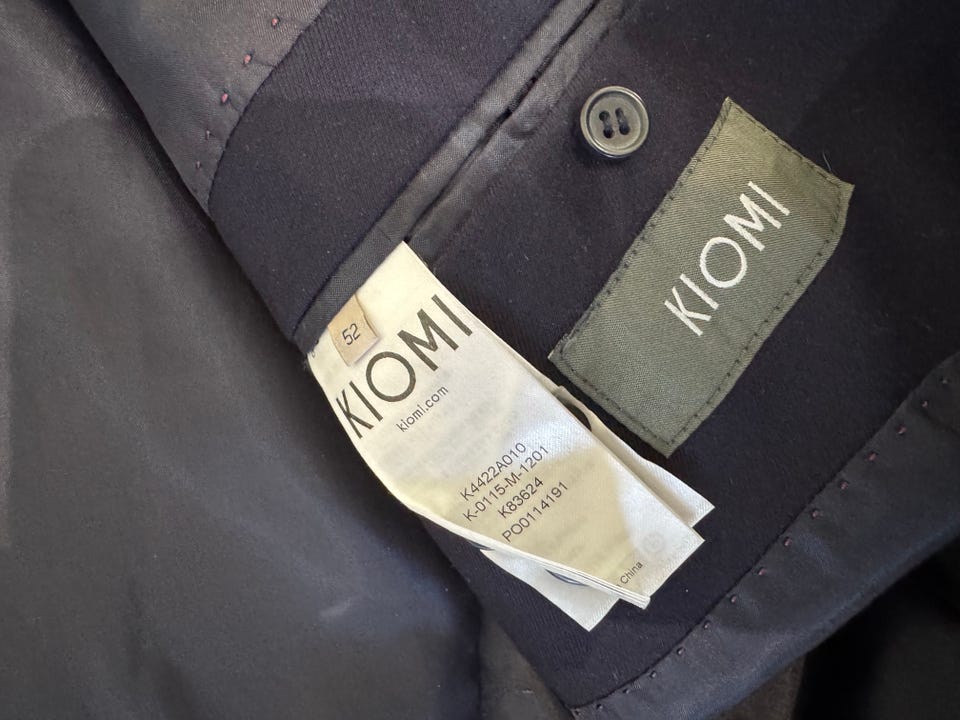 52
KIOMI
kiomi.com
K4422A010
K-0115-M-1201
K83624
PO0114191
China
KIOMI